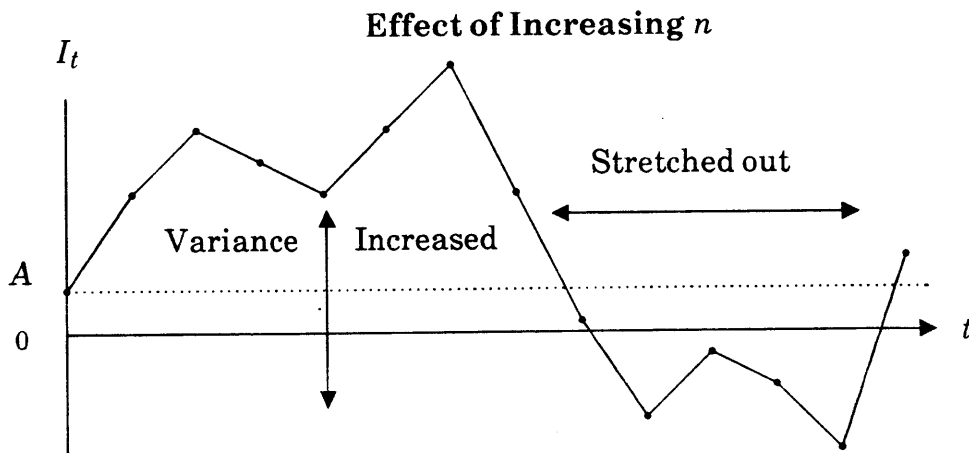 Effect of Increasing n
I_t
Stretched out
Variance
Increased
A
0
t